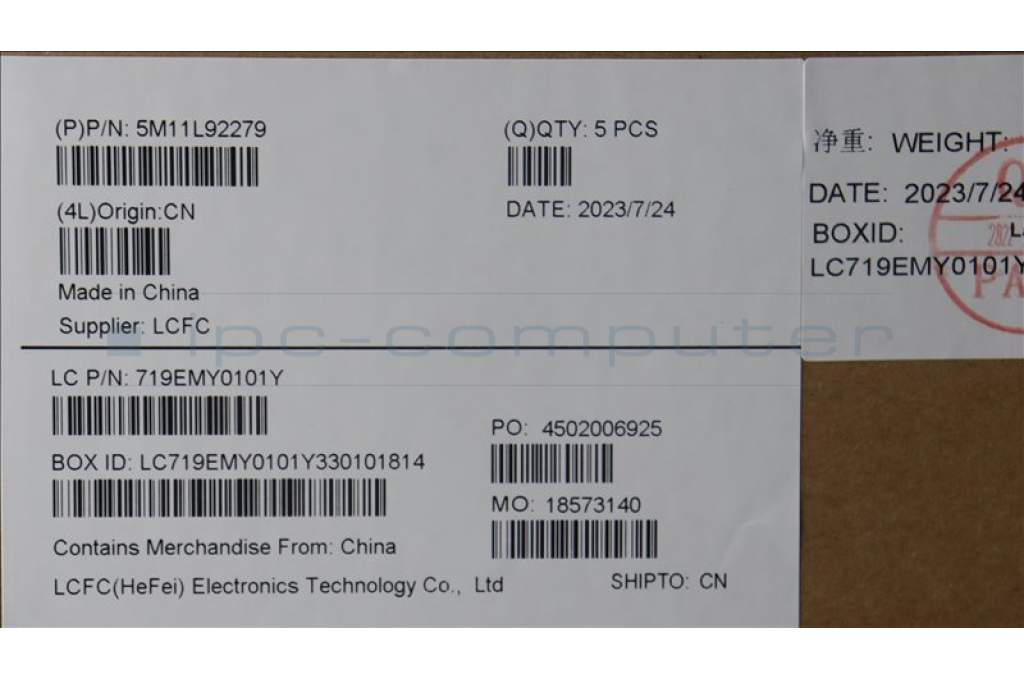 (P)P/N: 5M11L92279
(Q)QTY: 5 PCS
(4L)Origin:CN
DATE: 2023/7/24
Made in China
Supplier: LCFC
LC P/N: 719EMY0101Y
PO: 4502006925
BOX ID: LC719EMY0101Y330101814
MO: 18573140
Contains Merchandise From: China
LCFC(HeFei) Electronics Technology Co., Ltd
SHIPTO: CN
净重: WEIGHT:
DATE: 2023/7/24
BOXID:
LC719EMY0101Y
ipc-computer